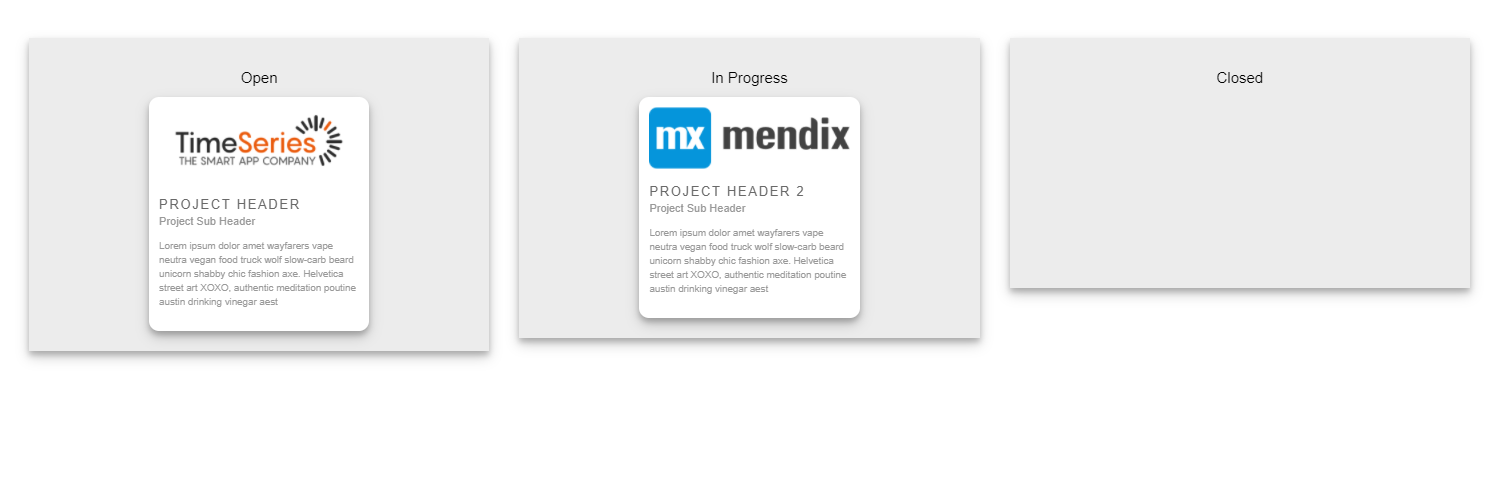 Open
TimeSeries
THE SMART APP COMPANY
PROJECT HEADER
Project Sub Header
Lorem ipsum dolor amet wayfarers vape
neutra vegan food truck wolf slow-carb beard
unicorn shabby chic fashion axe. Helvetica
street art XOXO, authentic meditation poutine
austin drinking vinegar aest
In Progress
mx mendix
PROJECT HEADER 2
Project Sub Header
Lorem ipsum dolor amet wayfarers vape
neutra vegan food truck wolf slow-carb beard
unicorn shabby chic fashion axe. Helvetica
street art XOXO, authentic meditation poutine
austin drinking vinegar aest
Closed